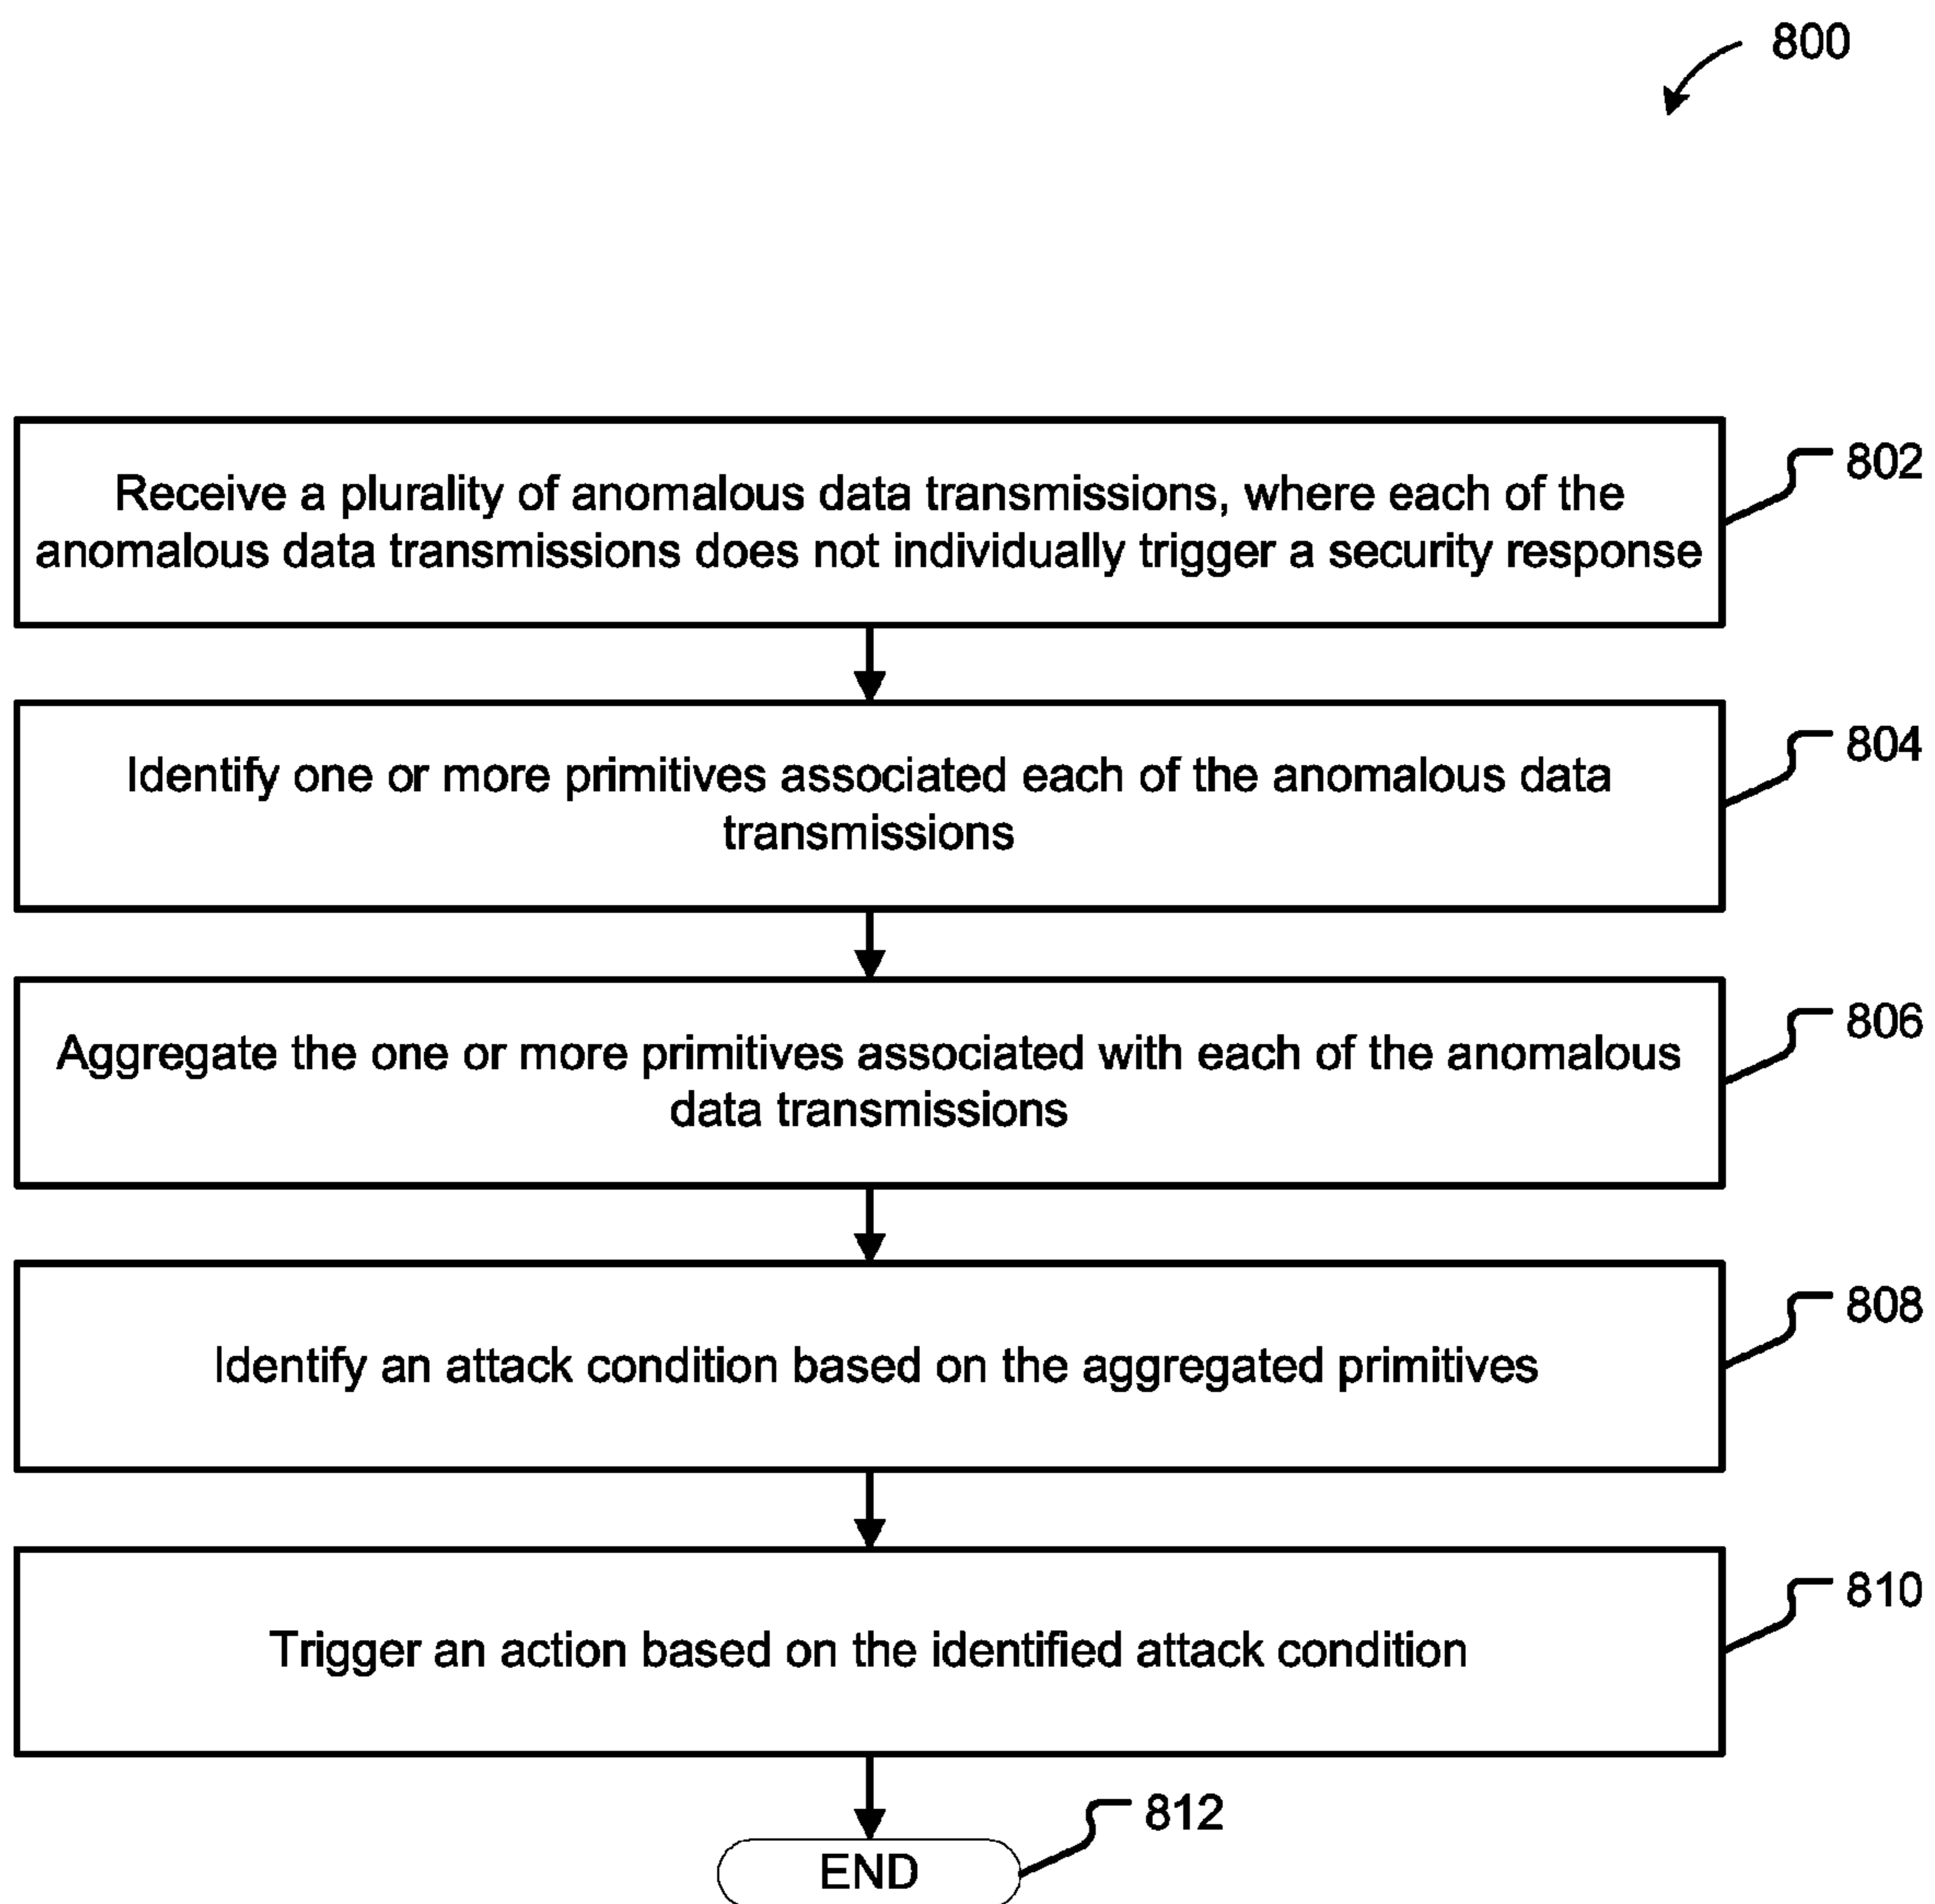 800
Receive a plurality of anomalous data transmissions, where each of the
anomalous data transmissions does not individually trigger a security response
802
Identify one or more primitives associated each of the anomalous data
transmissions
804
Aggregate the one or more primitives associated with each of the anomalous
data transmissions
806
Identify an attack condition based on the aggregated primitives
808
Trigger an action based on the identified attack condition
810
END
812